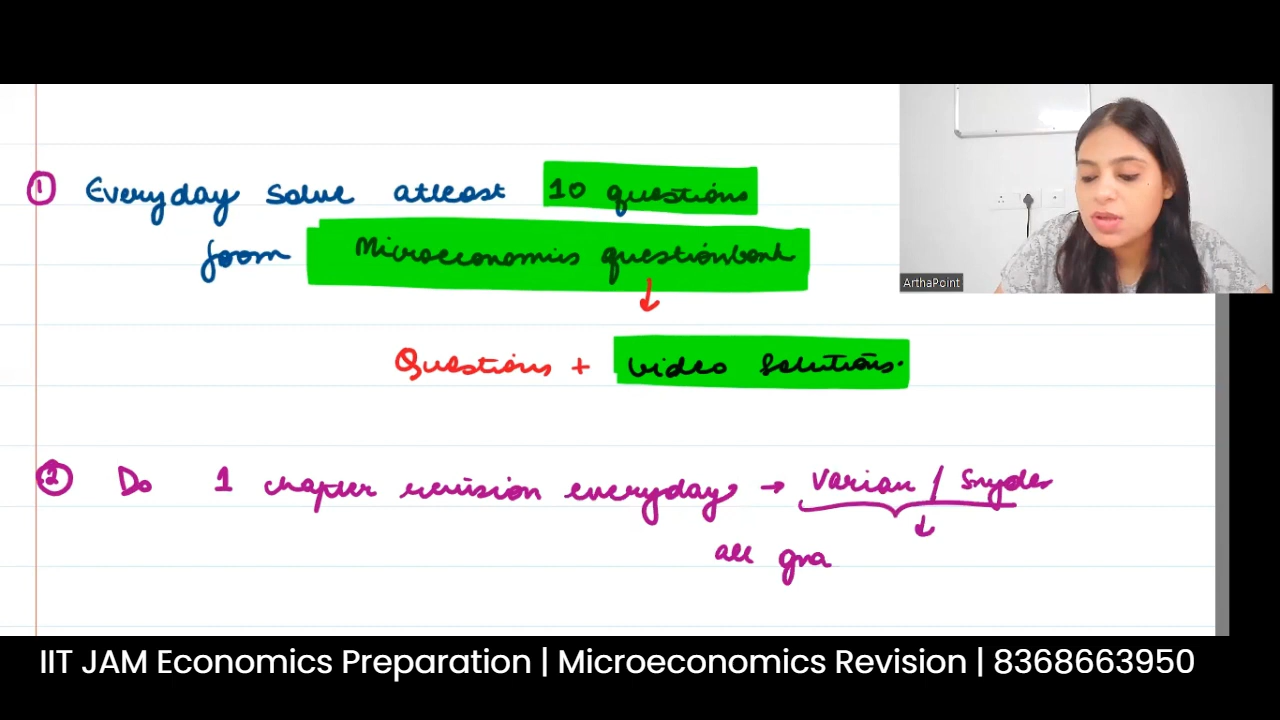 1 Everyday solve atleast 10 questions
from Microeconomics questionbank
Questions + video solutions.
2 Do 1 chapter revision everyday → Varian / Snyder
all gra
ArthaPoint
IIT JAM Economics Preparation | Microeconomics Revision | 8368663950